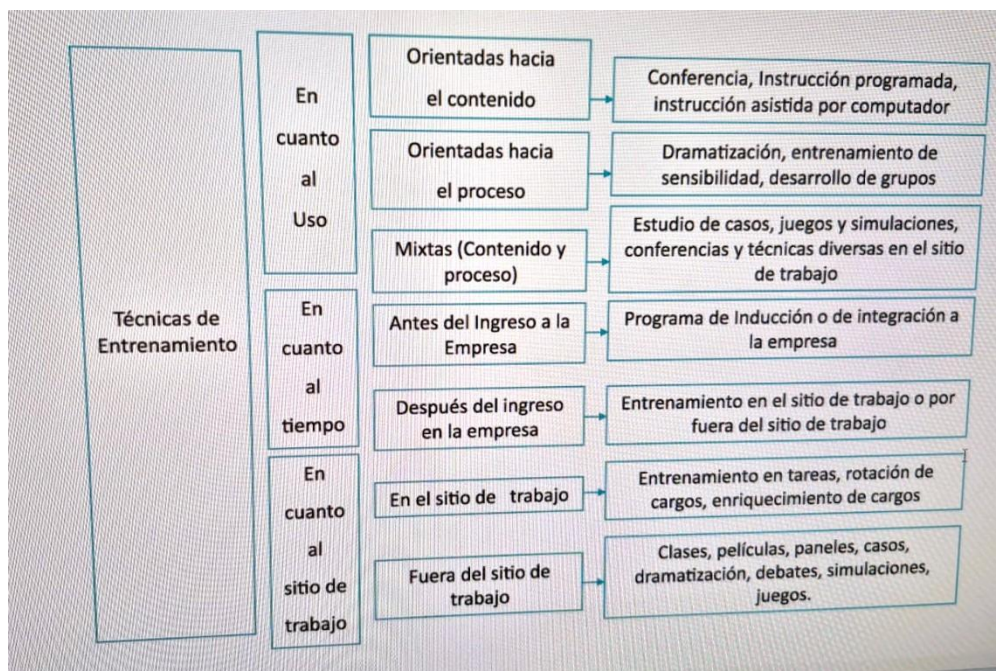 Técnicas de
Entrenamiento
En
cuanto
al
Uso
Orientadas hacia
el contenido
Conferencia, Instrucción programada,
instrucción asistida por computador
Orientadas hacia
el proceso
Dramatización, entrenamiento de
sensibilidad, desarrollo de grupos
Mixtas (Contenido y
proceso)
Estudio de casos, juegos y simulaciones,
conferencias y técnicas diversas en el sitio
de trabajo
En
cuanto
al
tiempo
Antes del Ingreso a la
Empresa
Programa de Inducción o de integración a
la empresa
Después del ingreso
en la empresa
Entrenamiento en el sitio de trabajo o por
fuera del sitio de trabajo
En
cuanto
al
sitio de
trabajo
En el sitio de trabajo
Entrenamiento en tareas, rotación de
cargos, enriquecimiento de cargos
Fuera del sitio de
trabajo
Clases, películas, paneles, casos,
dramatización, debates, simulaciones,
juegos.